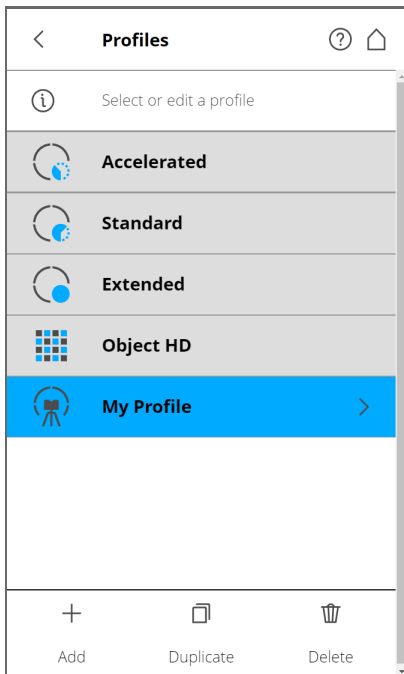 Profiles
Select or edit a profile
Accelerated
Standard
Extended
Object HD
My Profile
Add Duplicate Delete